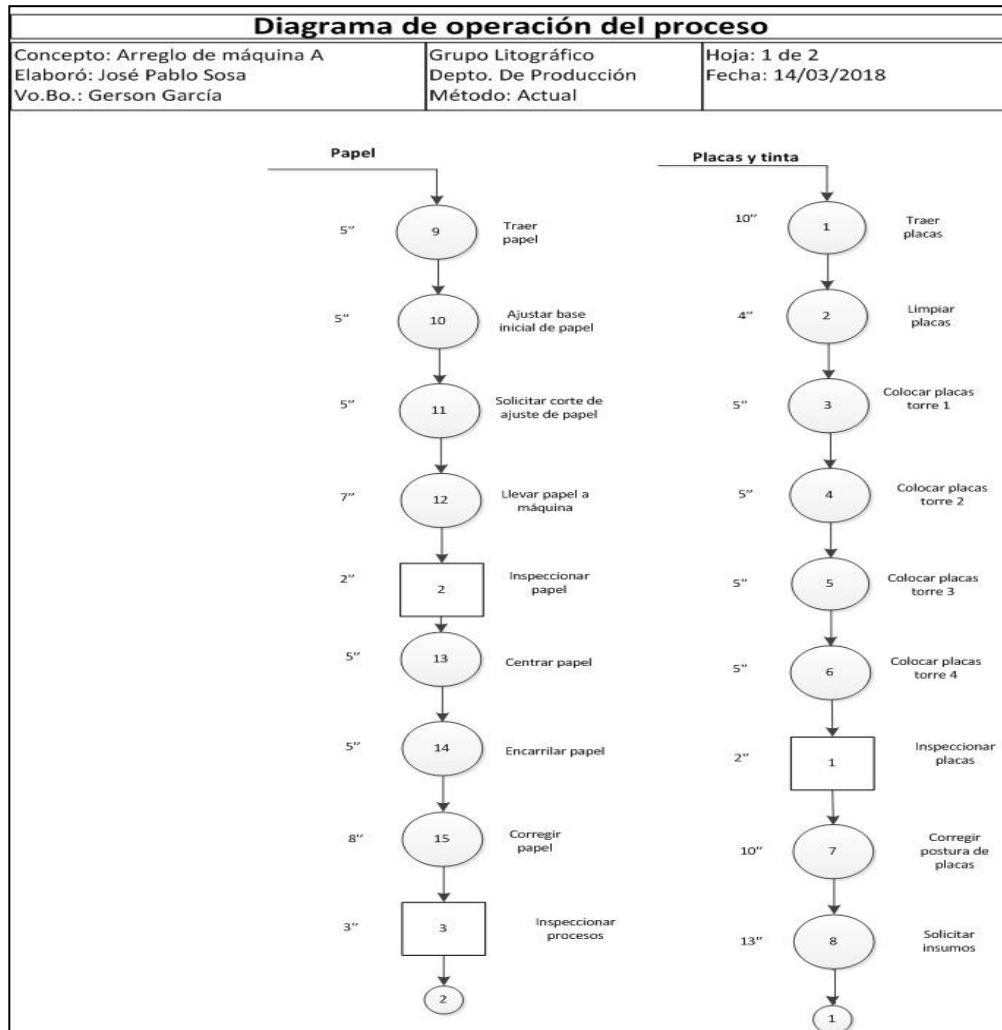 Diagrama de operación del proceso
Concepto: Arreglo de máquina A
Elaboró: José Pablo Sosa
Vo.Bo.: Gerson García
Grupo Litográfico
Depto. De Producción
Método: Actual
Hoja: 1 de 2
Fecha: 14/03/2018
Papel
5’’
9
Traer
papel
5’’
10
Ajustar base
inicial de papel
5’’
11
Solicitar corte de
ajuste de papel
7’’
12
Llevar papel a
máquina
2’’
2
Inspeccionar
papel
5’’
13
Centrar papel
5’’
14
Encarrilar papel
8’’
15
Corregir
papel
3’’
3
Inspeccionar
procesos
2
Placas y tinta
10’’
1
Traer
placas
4’’
2
Limpiar
placas
5’’
3
Colocar placas
torre 1
5’’
4
Colocar placas
torre 2
5’’
5
Colocar placas
torre 3
5’’
6
Colocar placas
torre 4
2’’
1
Inspeccionar
placas
10’’
7
Corregir
postura de
placas
13’’
8
Solicitar
insumos
1